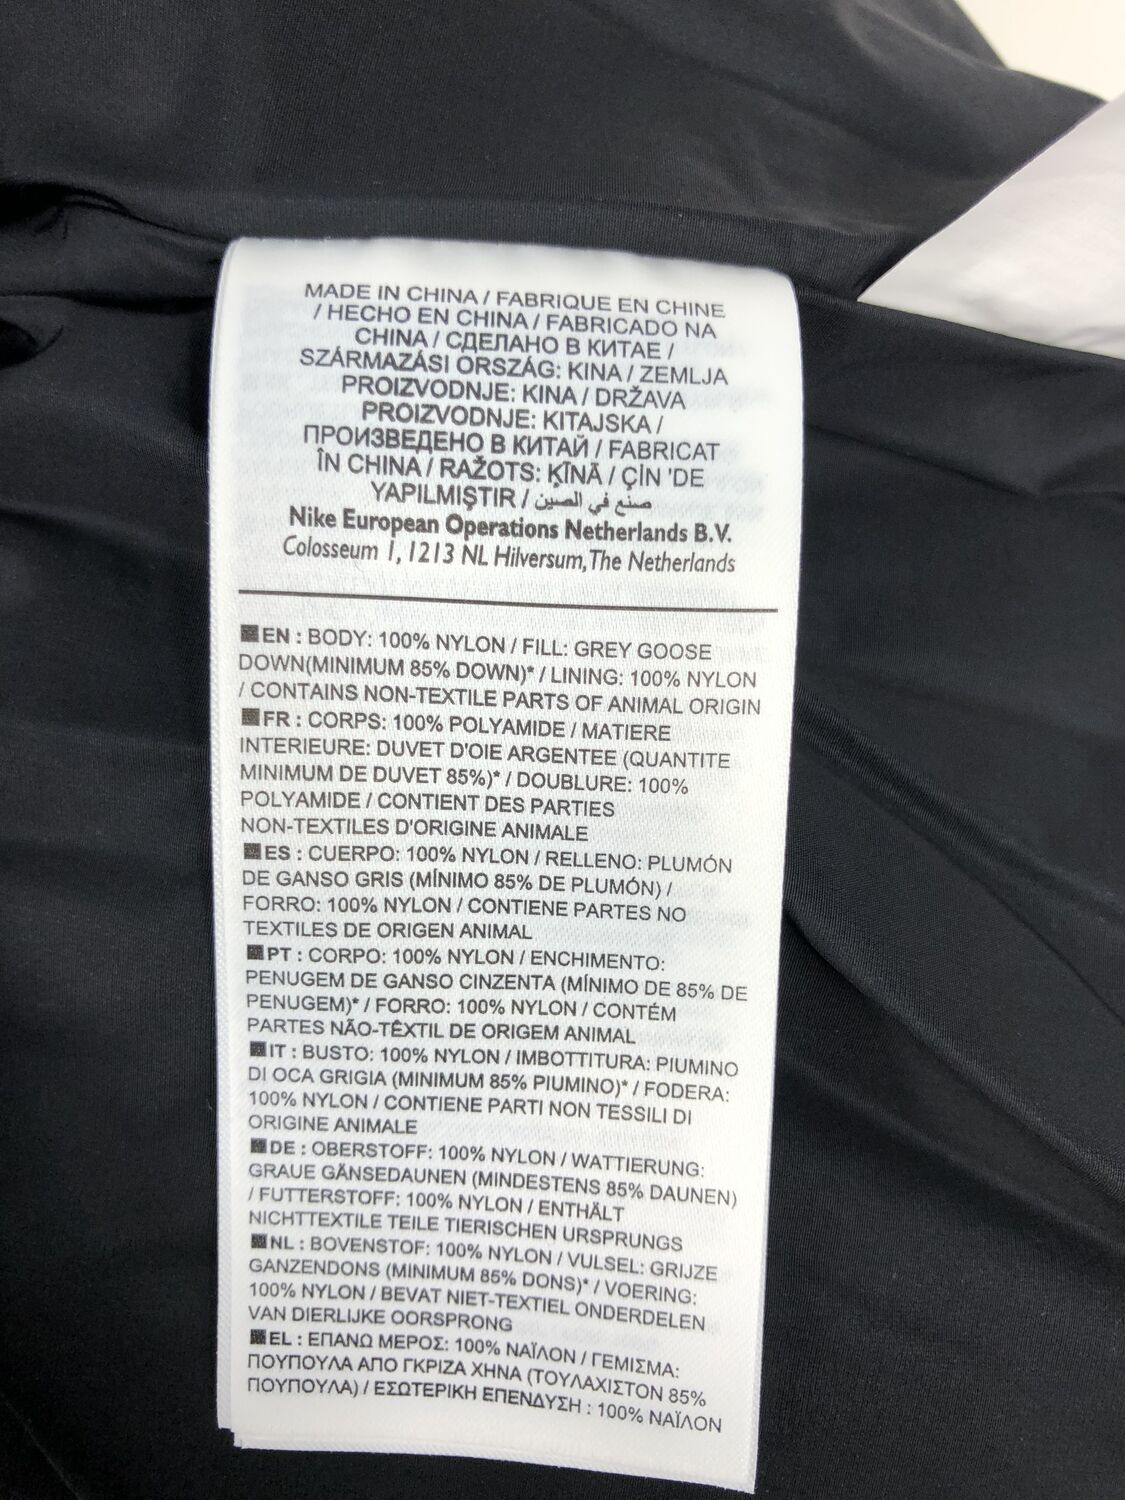 MADE IN CHINA / FABRIQUE EN CHINE
/ HECHO EN CHINA / FABRICADO NA
CHINA / СДЕЛАНО В КИТАЕ /
SZÁRMAZÁSI ORSZÁG: KINA / ZEMLJA
PROIZVODNJE: KINA / DRŽAVA
PROIZVODNJE: KITAJSKA /
ПРОИЗВЕДЕНО В КИТАЙ / FABRICAT
ÎN CHINA / RAŽOTS: ĶĪNĀ / ÇİN 'DE
YAPILMIŞTIR / صنع في الصين
Nike European Operations Netherlands B.V.
Colosseum 1, 1213 NL Hilversum, The Netherlands
EN : BODY: 100% NYLON / FILL: GREY GOOSE
DOWN(MINIMUM 85% DOWN)* / LINING: 100% NYLON
/ CONTAINS NON-TEXTILE PARTS OF ANIMAL ORIGIN
FR : CORPS: 100% POLYAMIDE / MATIERE
INTERIEURE: DUVET D'OIE ARGENTEE (QUANTITE
MINIMUM DE DUVET 85%)* / DOUBLURE: 100%
POLYAMIDE / CONTIENT DES PARTIES
NON-TEXTILES D'ORIGINE ANIMALE
ES : CUERPO: 100% NYLON / RELLENO: PLUMÓN
DE GANSO GRIS (MÍNIMO 85% DE PLUMÓN) /
FORRO: 100% NYLON / CONTIENE PARTES NO
TEXTILES DE ORIGEN ANIMAL
PT : CORPO: 100% NYLON / ENCHIMENTO:
PENUGEM DE GANSO CINZENTA (MÍNIMO DE 85% DE
PENUGEM)* / FORRO: 100% NYLON / CONTÉM
PARTES NÃO-TÊXTIL DE ORIGEM ANIMAL
IT : BUSTO: 100% NYLON / IMBOTTITURA: PIUMINO
DI OCA GRIGIA (MINIMUM 85% PIUMINO)* / FODERA:
100% NYLON / CONTIENE PARTI NON TESSILI DI
ORIGINE ANIMALE
DE : OBERSTOFF: 100% NYLON / WATTIERUNG:
GRAUE GÄNSEDAUNEN (MINDESTENS 85% DAUNEN)
/ FUTTERSTOFF: 100% NYLON / ENTHÄLT
NICHTTEXTILE TEILE TIERISCHEN URSPRUNGS
NL : BOVENSTOF: 100% NYLON / VULSEL: GRIJZE
GANZENDONS (MINIMUM 85% DONS)* / VOERING:
100% NYLON / BEVAT NIET-TEXTIEL ONDERDELEN
VAN DIERLIJKE OORSPRONG
EL : ΕΠΑΝΩ ΜΕΡΟΣ: 100% ΝΑΪΛΟΝ / ΓΕΜΙΣΜΑ:
ΠΟΥΠΟΥΛΑ ΑΠΟ ΓΚΡΙΖΑ ΧΗΝΑ (ΤΟΥΛΑΧΙΣΤΟΝ 85%
ΠΟΥΠΟΥΛΑ) / ΕΣΩΤΕΡΙΚΗ ΕΠΕΝΔΥΣΗ : 100% ΝΑΪΛΟΝ